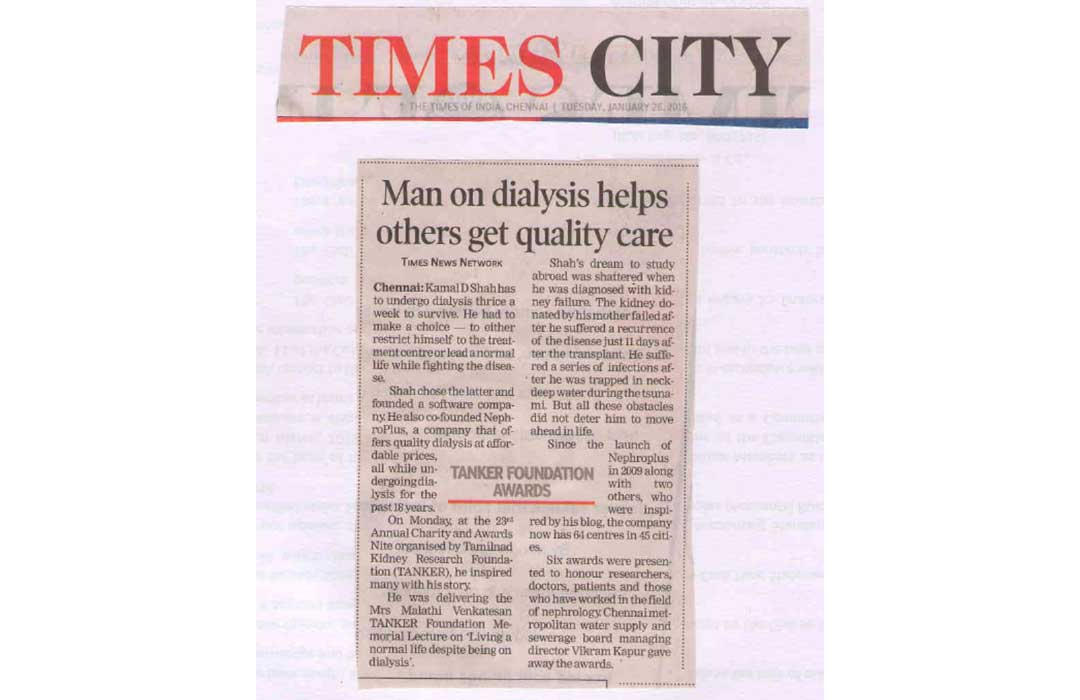 TIMES CITY
THE TIMES OF INDIA, CHENNAI | TUESDAY, JANUARY 26, 2016
Man on dialysis helps
others get quality care
TIMES NEWS NETWORK
Chennai: Kamal D Shah has
to undergo dialysis thrice a
week to survive. He had to
make a choice — to either
restrict himself to the treat-
ment centre or lead a normal
life while fighting the disea-
se.
Shah chose the latter and
founded a software compa-
ny. He also co-founded Neph-
roPlus, a company that of-
fers quality dialysis at affor-
dable prices,
all while un-
dergoing dia-
lysis for the
past 18 years.
On Monday, at the 23rd
Annual Charity and Awards
Nite organised by Tamilnad
Kidney Research Founda-
tion (TANKER), he inspired
many with his story.
He was delivering the
Mrs Malathi Venkatesan
TANKER Foundation Me-
morial Lecture on 'Living a
normal life despite being on
dialysis'.
TANKER FOUNDATION
AWARDS
Shah's dream to study
abroad was shattered when
he was diagnosed with kid-
ney failure. The kidney do-
nated by his mother failed af-
ter he suffered a recurrence
of the disease just 11 days af-
ter the transplant. He suffe-
red a series of infections af-
ter he was trapped in neck-
deep water during the tsuna-
mi. But all these obstacles
did not deter him to move
ahead in life.
Since the launch of
Nephroplus
in 2009 along
with two
others, who
were inspi-
red by his blog, the company
now has 64 centres in 45 citi-
es.
Six awards were presen-
ted to honour researchers,
doctors, patients and those
who have worked in the field
of nephrology. Chennai met-
ropolitan water supply and
sewerage board managing
director Vikram Kapur gave
away the awards.